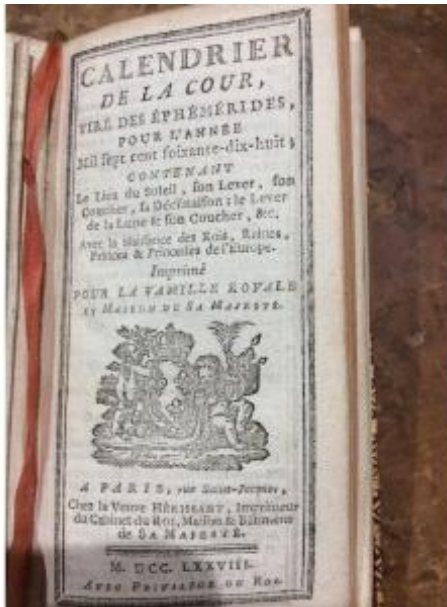 CALENDRIER
DE LA COUR,
TIRÉ DES ÉPHÉMÉRIDES,
POUR L'ANNÉE
Mil sept cent soixante-dix-huit;
CONTENANT
Le Lieu du Soleil, son Lever, son
Coucher, sa Déclinaison: le Lever
de la Lune & son Coucher, &c.
Avec la Naissance des Rois, Reines,
Princes & Princesses de l'Europe.
Imprimé
POUR LA FAMILLE ROYALE
ET MAISON DE SA MAJESTÉ.
A PARIS, rue Saint-Jacques,
Chez la Veuve HÉRISSANT, Imprimeur
du Cabinet du Roi, Maison & Bâtimens
de SA MAJESTÉ.
M. DCC. LXXVIII.
AVEC PRIVILEGE DU ROI.